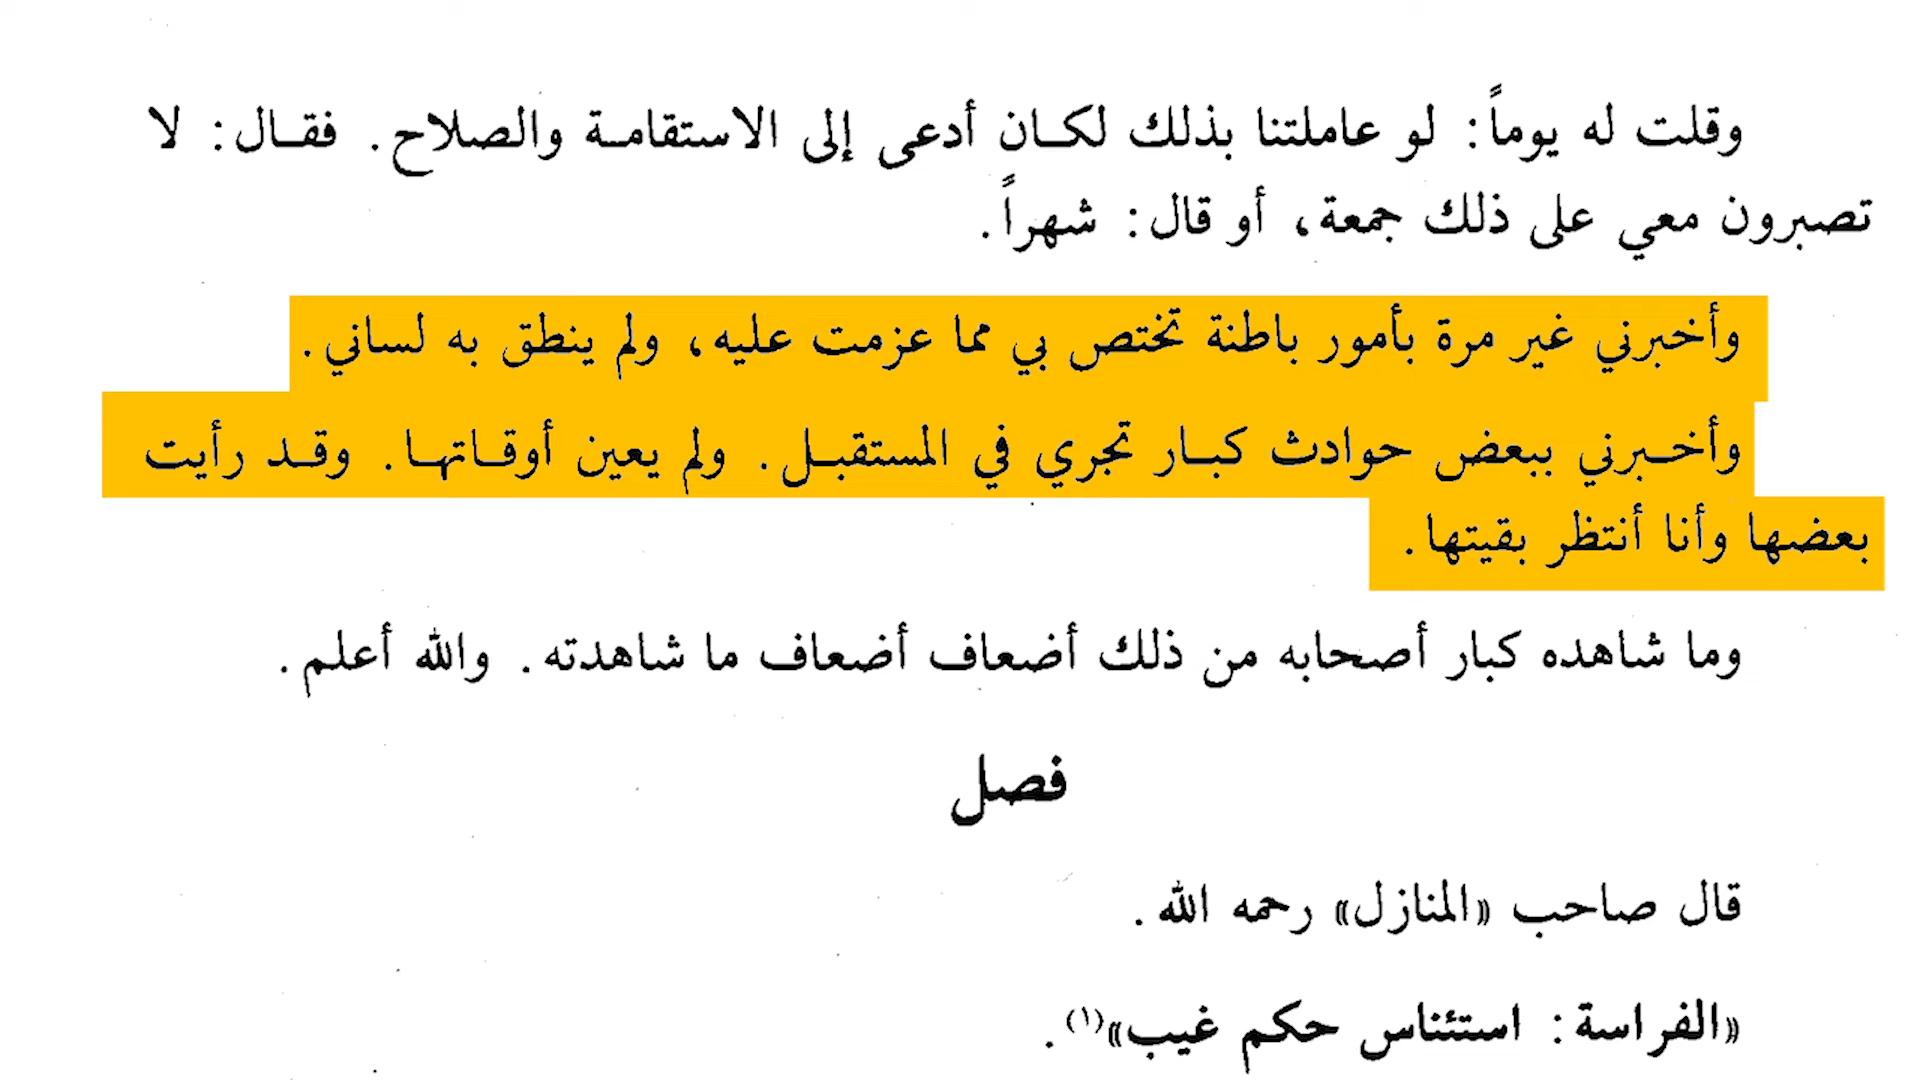 وقلت له يوماً: لو عاملتنا بذلك لكان أدعى إلى الاستقامة والصلاح. فقال: لا
تصبرون معي على ذلك جمعة، أو قال: شهراً.
وأخبرني غير مرة بأمور باطنة تختص بي مما عزمت عليه، ولم ينطق به لساني.
وأخبرني ببعض حوادث كبار تجري في المستقبل. ولم يعين أوقاتها. وقد رأيت
بعضها وأنا أنتظر بقيتها.
وما شاهده كبار أصحابه من ذلك أضعاف أضعاف ما شاهدته. والله أعلم.
فصل
قال صاحب «المنازل» رحمه الله.
«الفراسة: استئناس حكم غيب»(١).